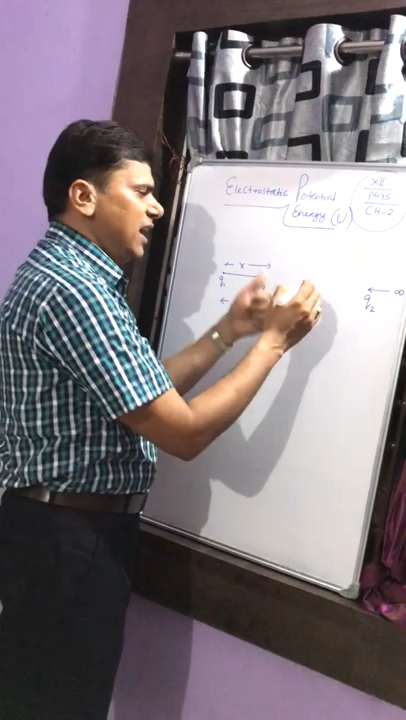 Electrostatic Potential
Energy (U)
XII
PHYS
CH-2
← r →
q1
←
← ∞
q2